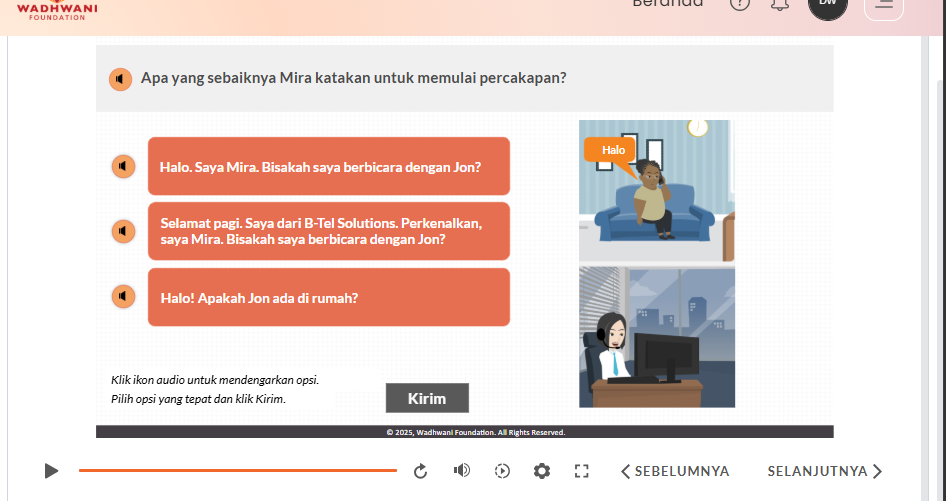 WADHWANI
FOUNDATION
Beranda
?
DW
Apa yang sebaiknya Mira katakan untuk memulai percakapan?
Halo
Halo. Saya Mira. Bisakah saya berbicara dengan Jon?
Selamat pagi. Saya dari B-Tel Solutions. Perkenalkan,
saya Mira. Bisakah saya berbicara dengan Jon?
Halo! Apakah Jon ada di rumah?
Klik ikon audio untuk mendengarkan opsi.
Pilih opsi yang tepat dan klik Kirim.
Kirim
© 2025, Wadhwani Foundation. All Rights Reserved.
SEBELUMNYA
SELANJUTNYA